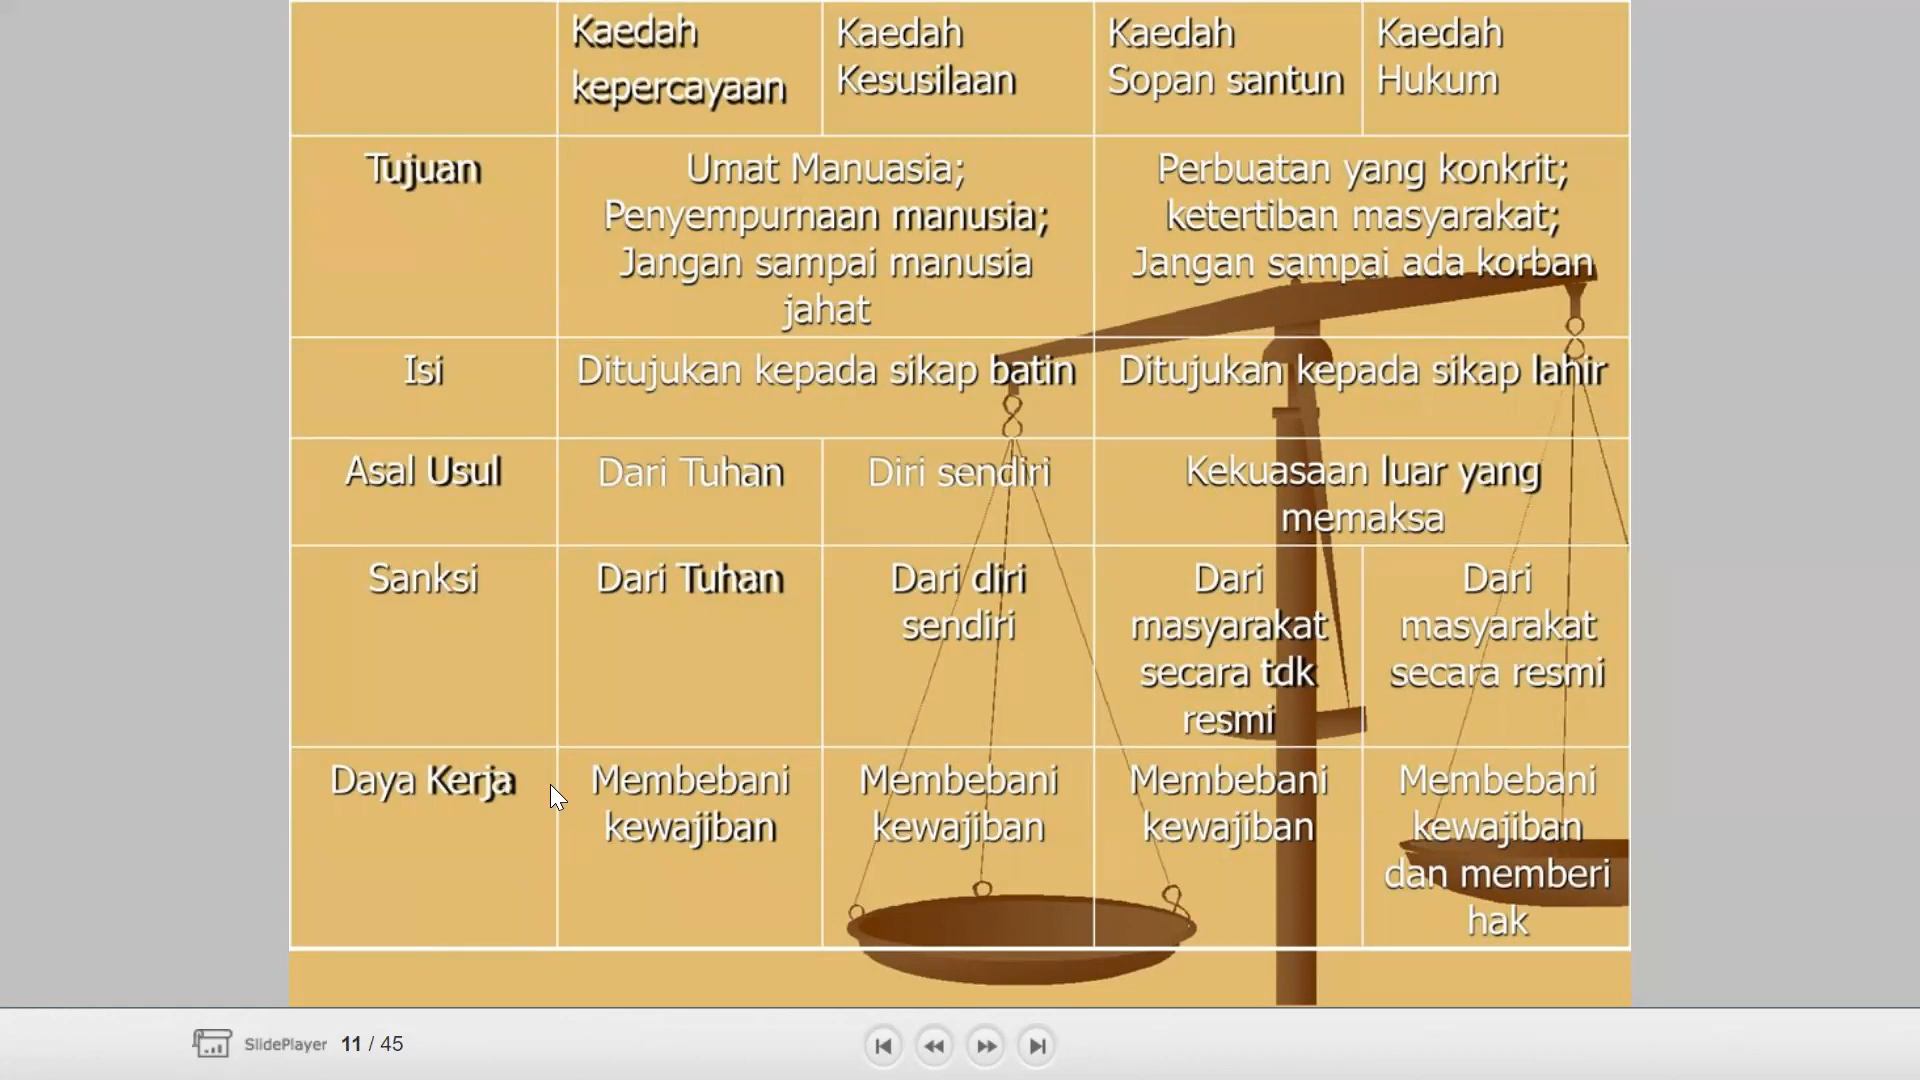 Kaedah
kepercayaan
Kaedah
Kesusilaan
Kaedah
Sopan santun
Kaedah
Hukum
Tujuan
Umat Manuasia;
Penyempurnaan manusia;
Jangan sampai manusia
jahat
Perbuatan yang konkrit;
ketertiban masyarakat;
Jangan sampai ada korban
Isi
Ditujukan kepada sikap batin
Ditujukan kepada sikap lahir
Asal Usul
Dari Tuhan
Diri sendiri
Kekuasaan luar yang
memaksa
Sanksi
Dari Tuhan
Dari diri
sendiri
Dari
masyarakat
secara tdk
resmi
Dari
masyarakat
secara resmi
Daya Kerja
Membebani
kewajiban
Membebani
kewajiban
Membebani
kewajiban
Membebani
kewajiban
dan memberi
hak
SlidePlayer 11 / 45